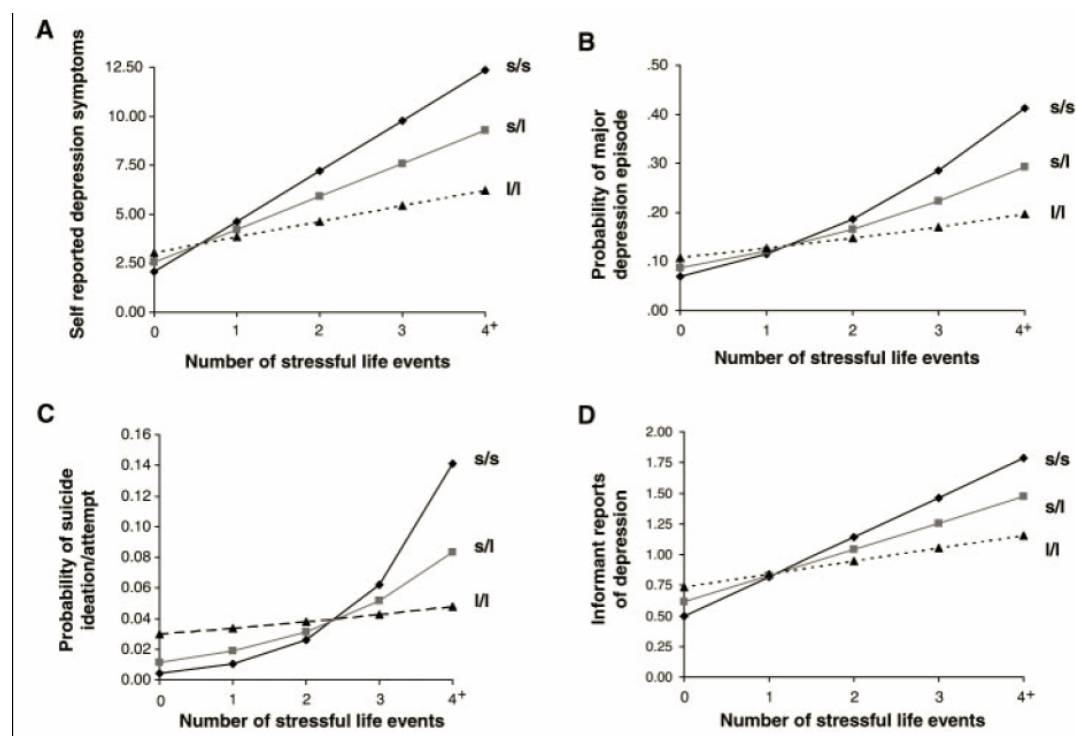 A
Self reported depression symptoms
12.50
10.00
7.50
5.00
2.50
0.00
0 1 2 3 4+
Number of stressful life events
s/s
s/l
l/l
B
Probability of major
depression episode
.50
.40
.30
.20
.10
.00
0 1 2 3 4+
Number of stressful life events
s/s
s/l
l/l
C
Probability of suicide
ideation/attempt
0.16
0.14
0.12
0.10
0.08
0.06
0.04
0.02
0.00
0 1 2 3 4+
Number of stressful life events
s/s
s/l
l/l
D
Informant reports
of depression
2.00
1.75
1.50
1.25
1.00
0.75
0.50
0.25
0.00
0 1 2 3 4+
Number of stressful life events
s/s
s/l
l/l